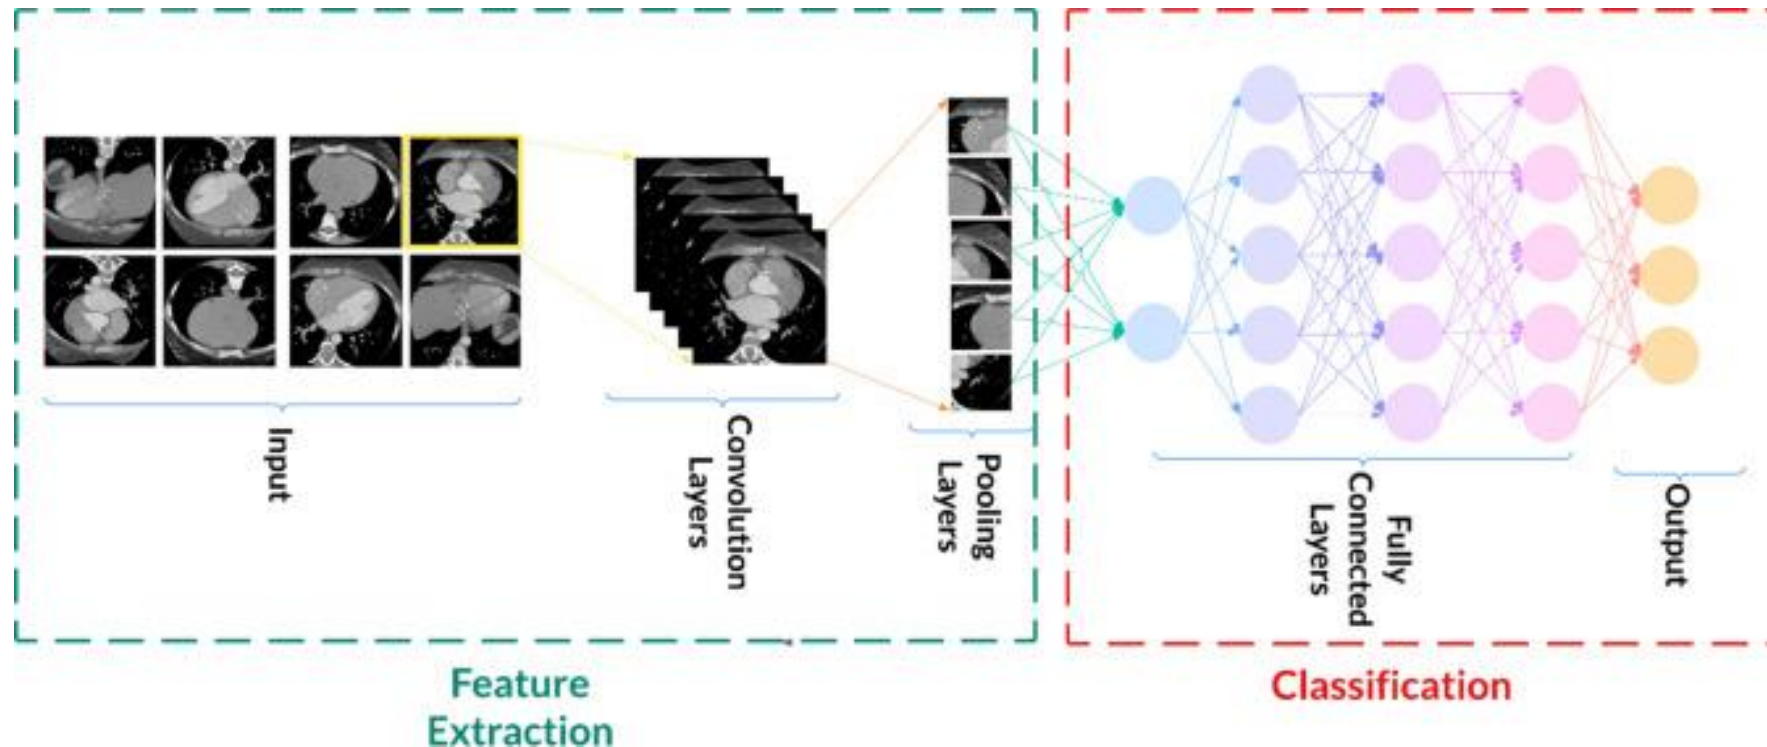 Input
Convolution
Layers
Pooling
Layers
Fully
Connected
Layers
Output
Feature
Extraction
Classification